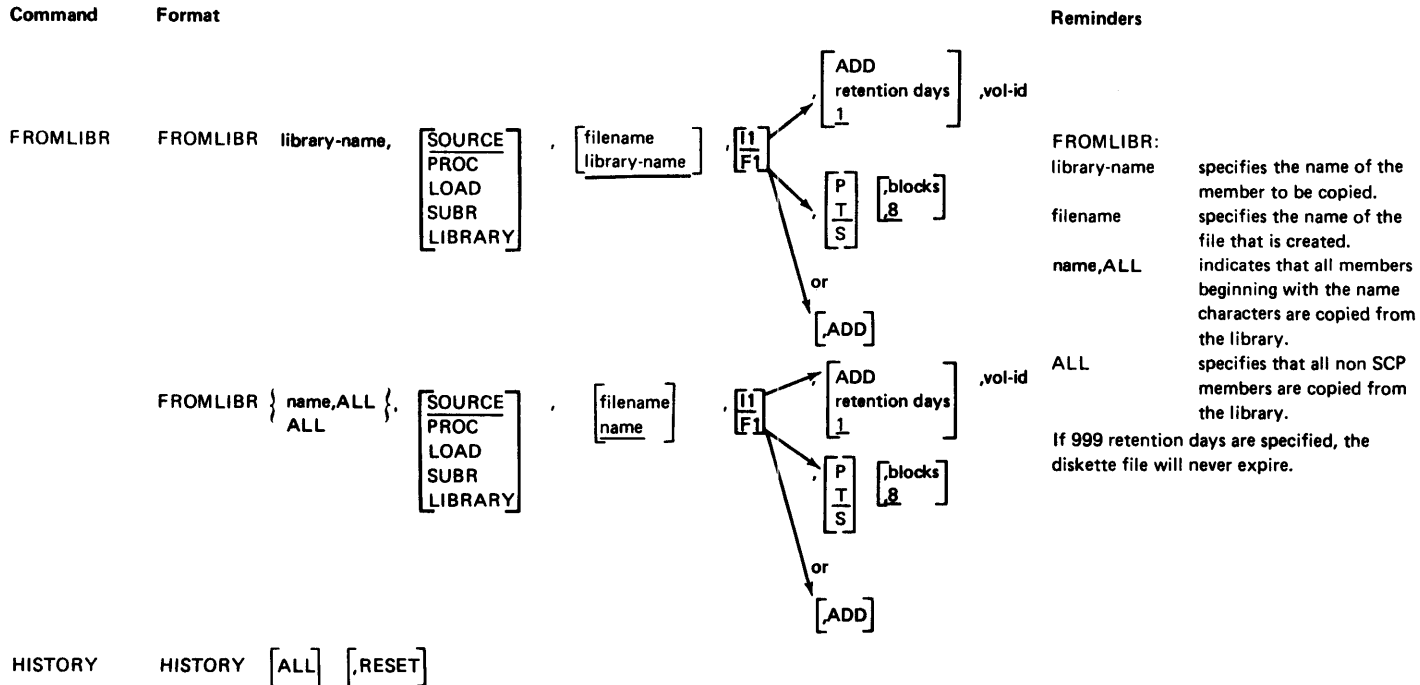 Command Format Reminders
ADD
retention days ,vol-id
1
,
FROMLIBR FROMLIBR library-name, SOURCE , filename , I1
PROC library-name F1
LOAD
SUBR
LIBRARY
, P ,blocks
T ,8
S
or
,ADD
FROMLIBR:
library-name specifies the name of the
member to be copied.
filename specifies the name of the
file that is created.
name,ALL indicates that all members
beginning with the name
characters are copied from
the library.
ALL specifies that all non SCP
members are copied from
the library.
If 999 retention days are specified, the
diskette file will never expire.
FROMLIBR { name,ALL }, SOURCE , filename , I1 , ADD ,vol-id
ALL PROC name F1 retention days
LOAD 1
SUBR
LIBRARY
, P ,blocks
T ,8
S
or
,ADD
HISTORY HISTORY [ALL] [,RESET]